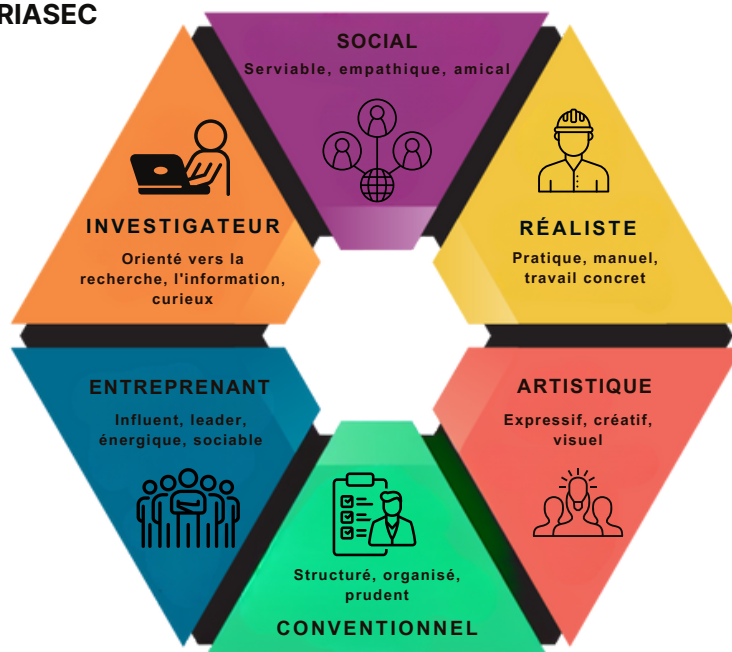 RIASEC
SOCIAL
Serviable, empathique, amical
INVESTIGATEUR
Orienté vers la
recherche, l'information,
curieux
RÉALISTE
Pratique, manuel,
travail concret
ENTREPRENANT
Influent, leader,
énergique, sociable
ARTISTIQUE
Expressif, créatif,
visuel
Structuré, organisé,
prudent
CONVENTIONNEL